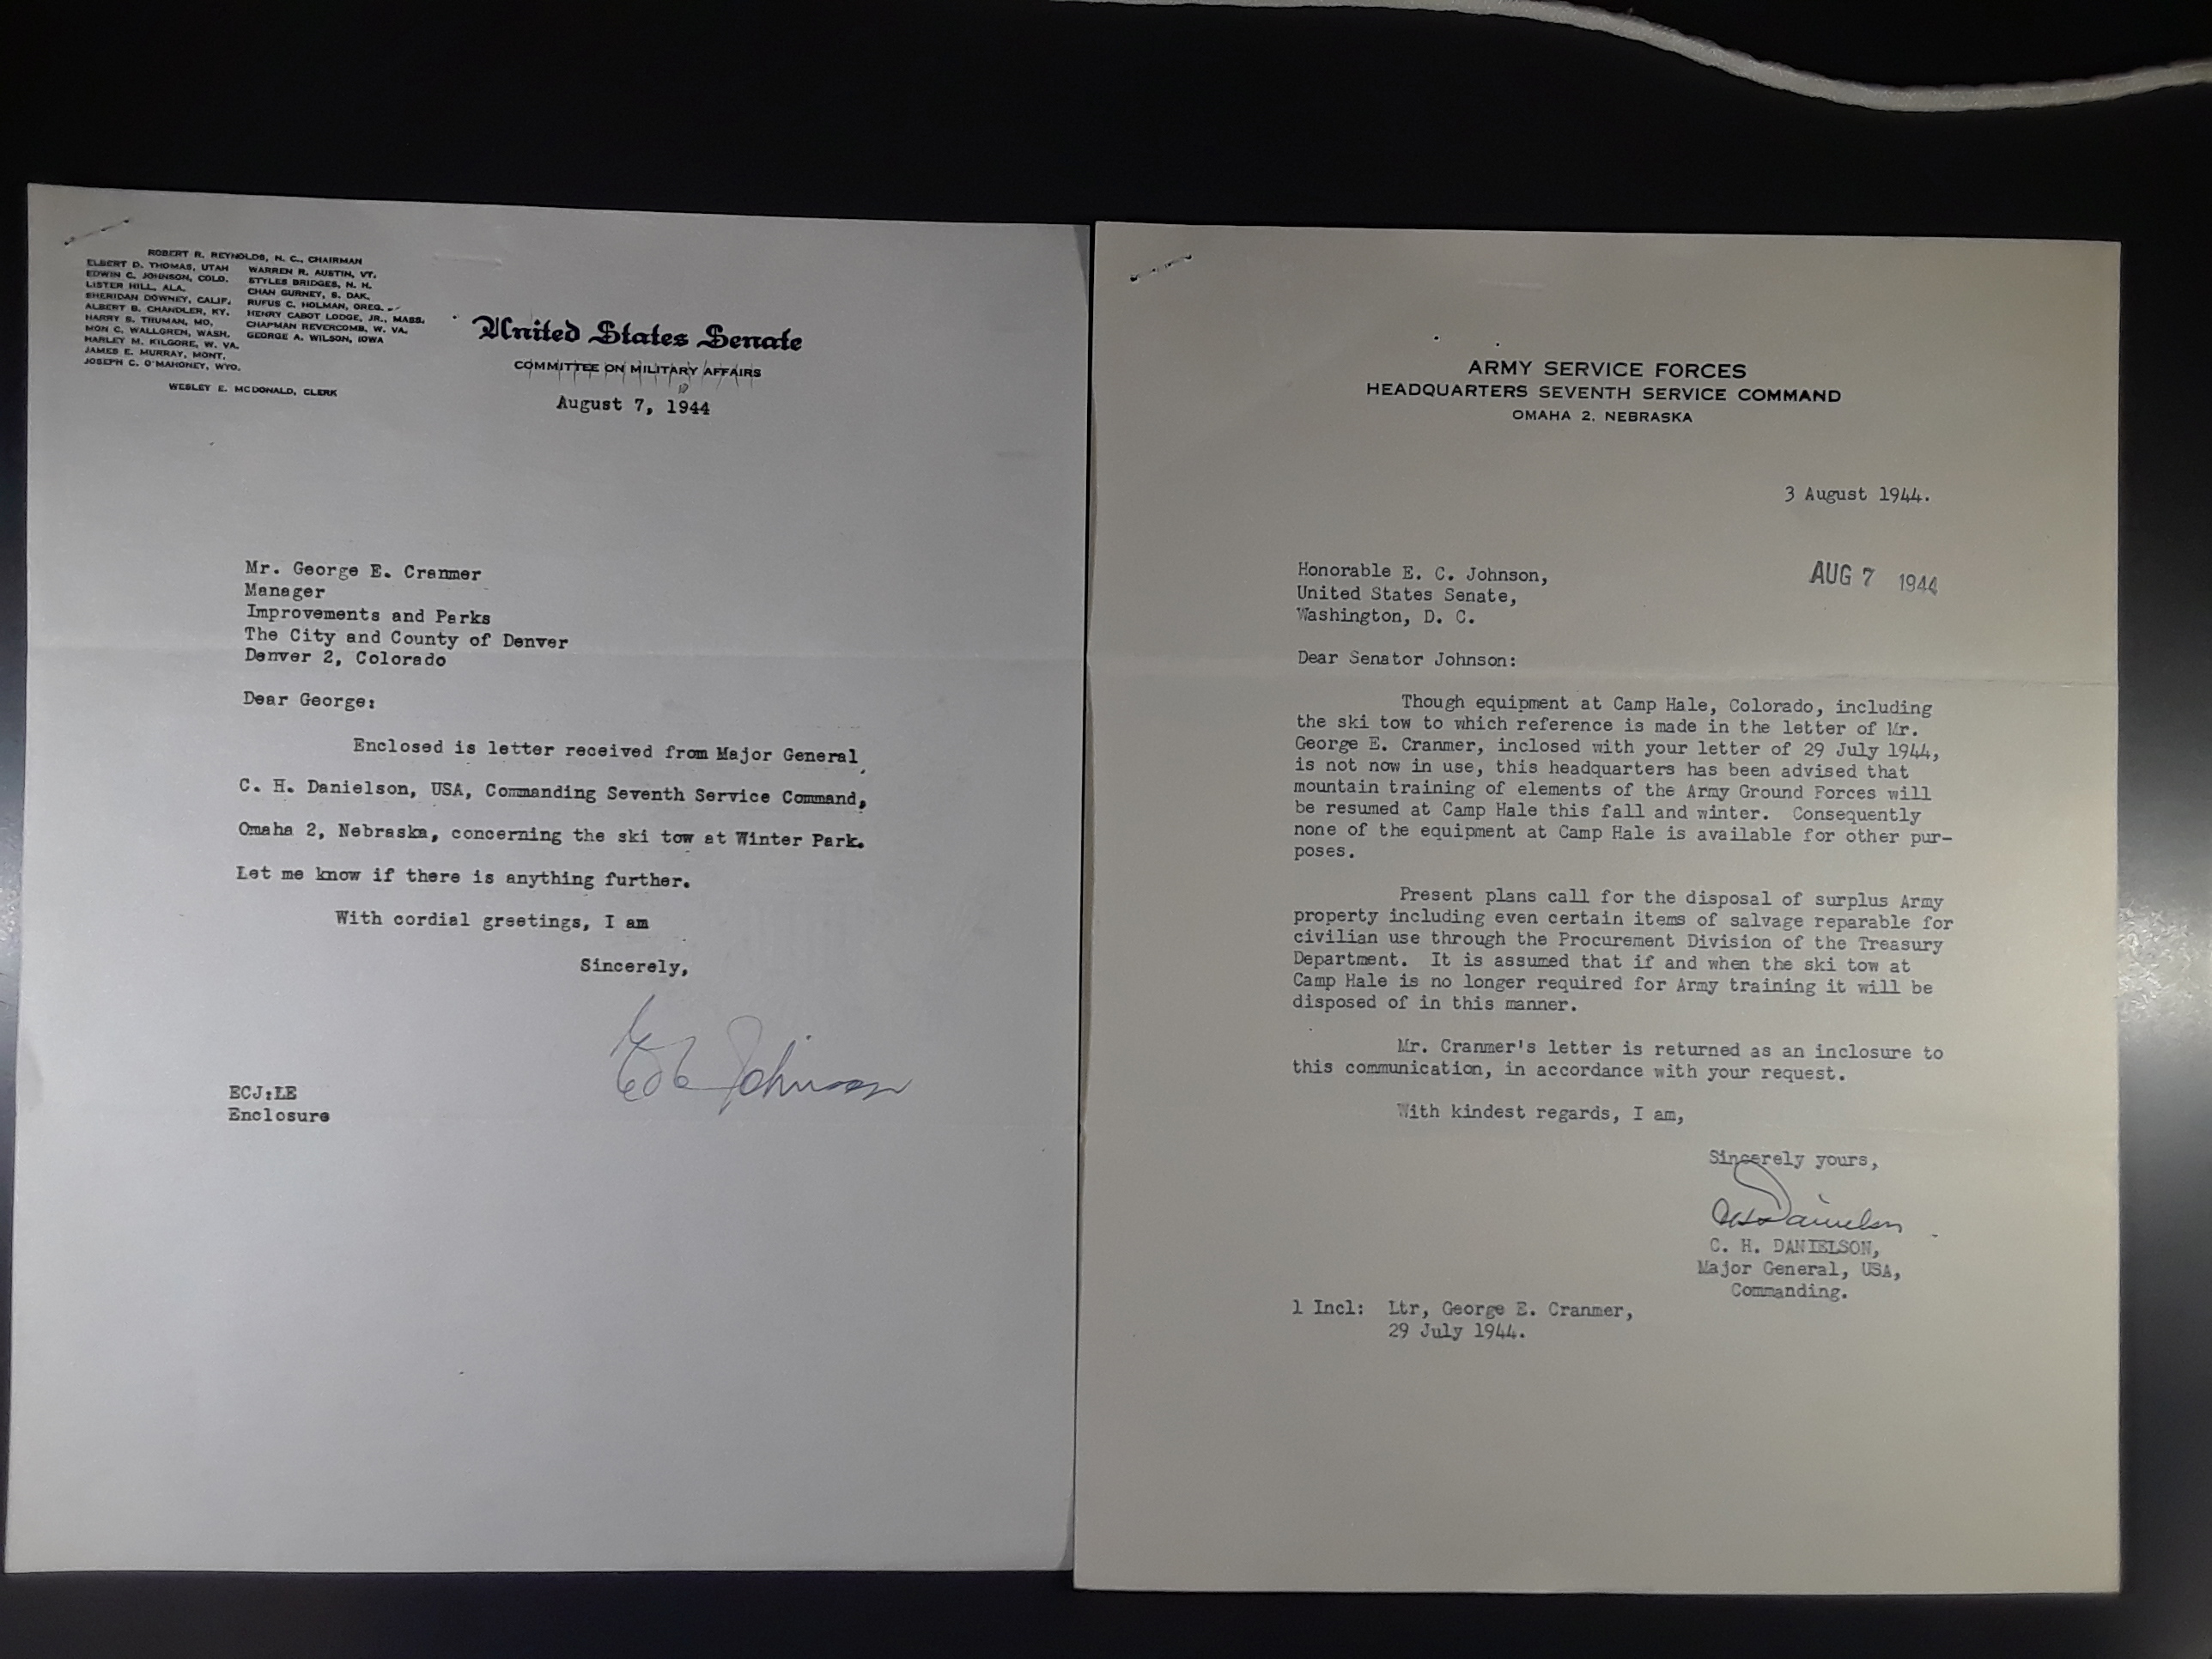 ROBERT R. REYNOLDS, N. C., CHAIRMAN
ELBERT D. THOMAS, UTAH
EDWIN C. JOHNSON, COLO.
LISTER HILL, ALA.
SHERIDAN DOWNEY, CALIF.
ALBERT B. CHANDLER, KY.
HARRY S. TRUMAN, MO.
MON C. WALLGREN, WASH.
HARLEY M. KILGORE, W. VA.
JAMES E. MURRAY, MONT.
JOSEPH C. O'MAHONEY, WYO.
WARREN R. AUSTIN, VT.
STYLES BRIDGES, N. H.
CHAN GURNEY, S. DAK.
RUFUS C. HOLMAN, OREG.
HENRY CABOT LODGE, JR., MASS.
CHAPMAN REVERCOMB, W. VA.
GEORGE A. WILSON, IOWA
WESLEY E. MCDONALD, CLERK
United States Senate
COMMITTEE ON MILITARY AFFAIRS
August 7, 1944
Mr. George E. Cranmer
Manager
Improvements and Parks
The City and County of Denver
Denver 2, Colorado
Dear George:
Enclosed is letter received from Major General
C. H. Danielson, USA, Commanding Seventh Service Command,
Omaha 2, Nebraska, concerning the ski tow at Winter Park.
Let me know if there is anything further.
With cordial greetings, I am
Sincerely,
Ed C Johnson
ECJ:LE
Enclosure
ARMY SERVICE FORCES
HEADQUARTERS SEVENTH SERVICE COMMAND
OMAHA 2, NEBRASKA
3 August 1944.
AUG 7 1944
Honorable E. C. Johnson,
United States Senate,
Washington, D. C.
Dear Senator Johnson:
Though equipment at Camp Hale, Colorado, including
the ski tow to which reference is made in the letter of Mr.
George E. Cranmer, inclosed with your letter of 29 July 1944,
is not now in use, this headquarters has been advised that
mountain training of elements of the Army Ground Forces will
be resumed at Camp Hale this fall and winter. Consequently
none of the equipment at Camp Hale is available for other pur-
poses.
Present plans call for the disposal of surplus Army
property including even certain items of salvage reparable for
civilian use through the Procurement Division of the Treasury
Department. It is assumed that if and when the ski tow at
Camp Hale is no longer required for Army training it will be
disposed of in this manner.
Mr. Cranmer's letter is returned as an inclosure to
this communication, in accordance with your request.
With kindest regards, I am,
Sincerely yours,
CH Danielson
C. H. DANIELSON,
Major General, USA,
Commanding.
1 Incl: Ltr, George E. Cranmer,
29 July 1944.